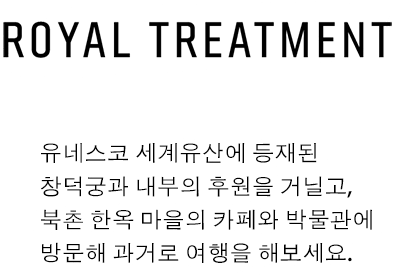 ROYAL TREATMENT
유네스코 세계유산에 등재된
창덕궁과 내부의 후원을 거닐고,
북촌 한옥 마을의 카페와 박물관에
방문해 과거로 여행을 해보세요.